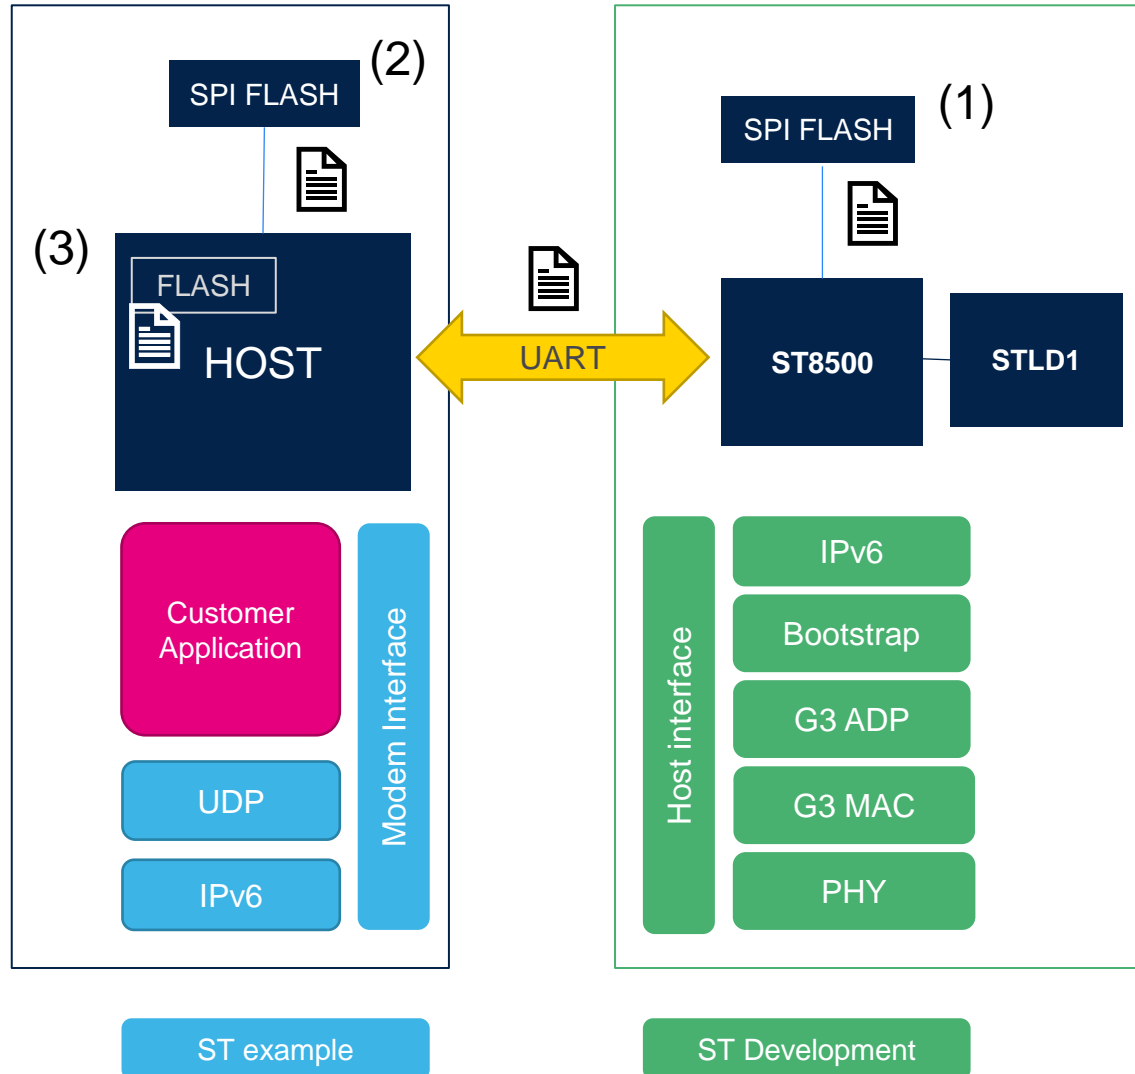 (2)
SPI FLASH
(1)
SPI FLASH
(3)
FLASH
HOST
UART
ST8500
STLD1
Customer
Application
UDP
IPv6
Modem Interface
Host interface
IPv6
Bootstrap
G3 ADP
G3 MAC
PHY
ST example
ST Development